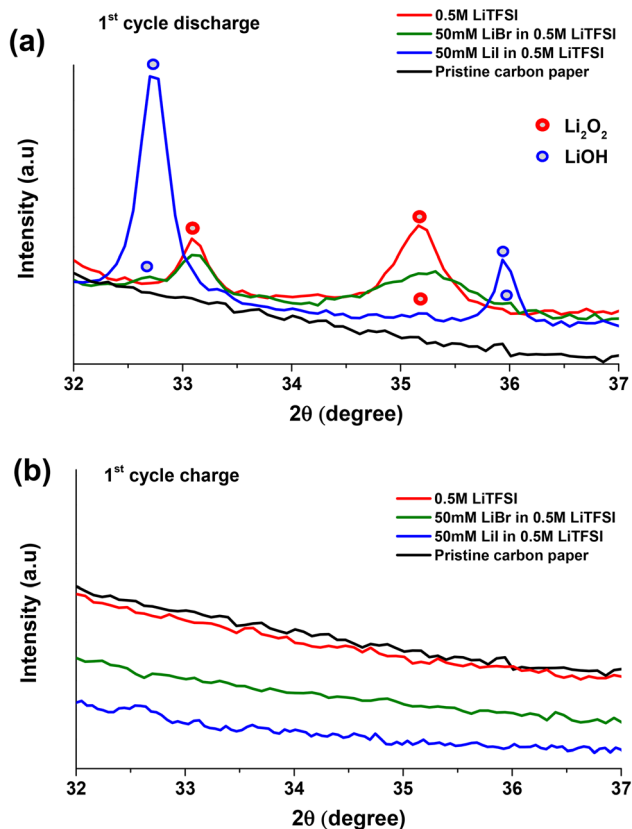 (a)
1st cycle discharge
0.5M LiTFSI
50mM LiBr in 0.5M LiTFSI
50mM LiI in 0.5M LiTFSI
Pristine carbon paper
Li2O2
LiOH
Intensity (a.u)
32 33 34 35 36 37
2θ (degree)
(b)
1st cycle charge
0.5M LiTFSI
50mM LiBr in 0.5M LiTFSI
50mM LiI in 0.5M LiTFSI
Pristine carbon paper
Intensity (a.u)
32 33 34 35 36 37
2θ (degree)